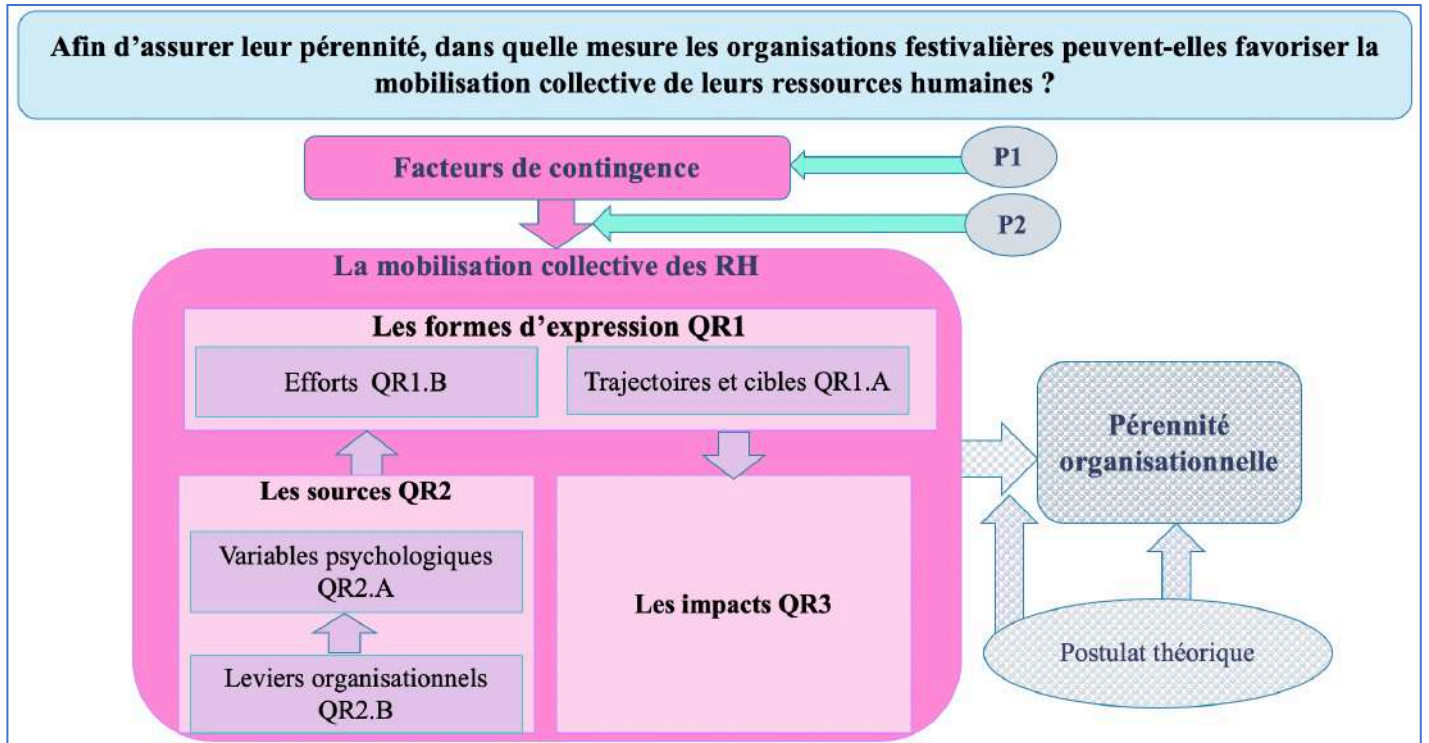 Afin d’assurer leur pérennité, dans quelle mesure les organisations festivalières peuvent-elles favoriser la
mobilisation collective de leurs ressources humaines ?
Facteurs de contingence
P1
P2
La mobilisation collective des RH
Les formes d’expression QR1
Efforts QR1.B
Trajectoires et cibles QR1.A
Les sources QR2
Variables psychologiques
QR2.A
Leviers organisationnels
QR2.B
Les impacts QR3
Pérennité
organisationnelle
Postulat théorique